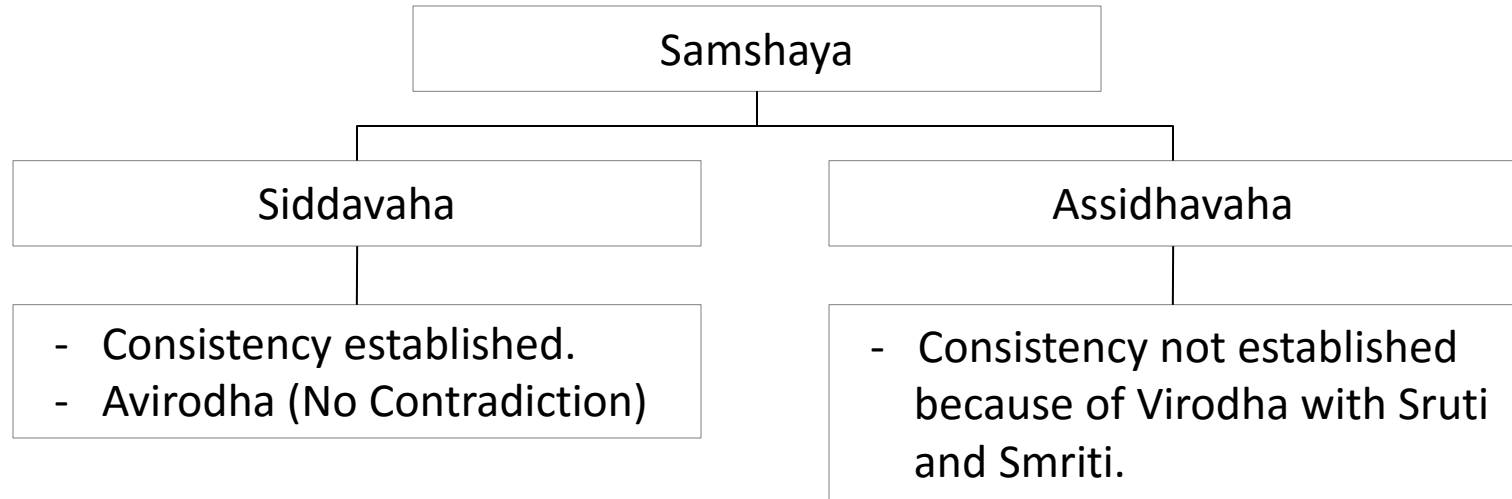 Samshaya
Siddavaha
Assidhavaha
- Consistency established.
- Avirodha (No Contradiction)
- Consistency not established
because of Virodha with Sruti
and Smriti.